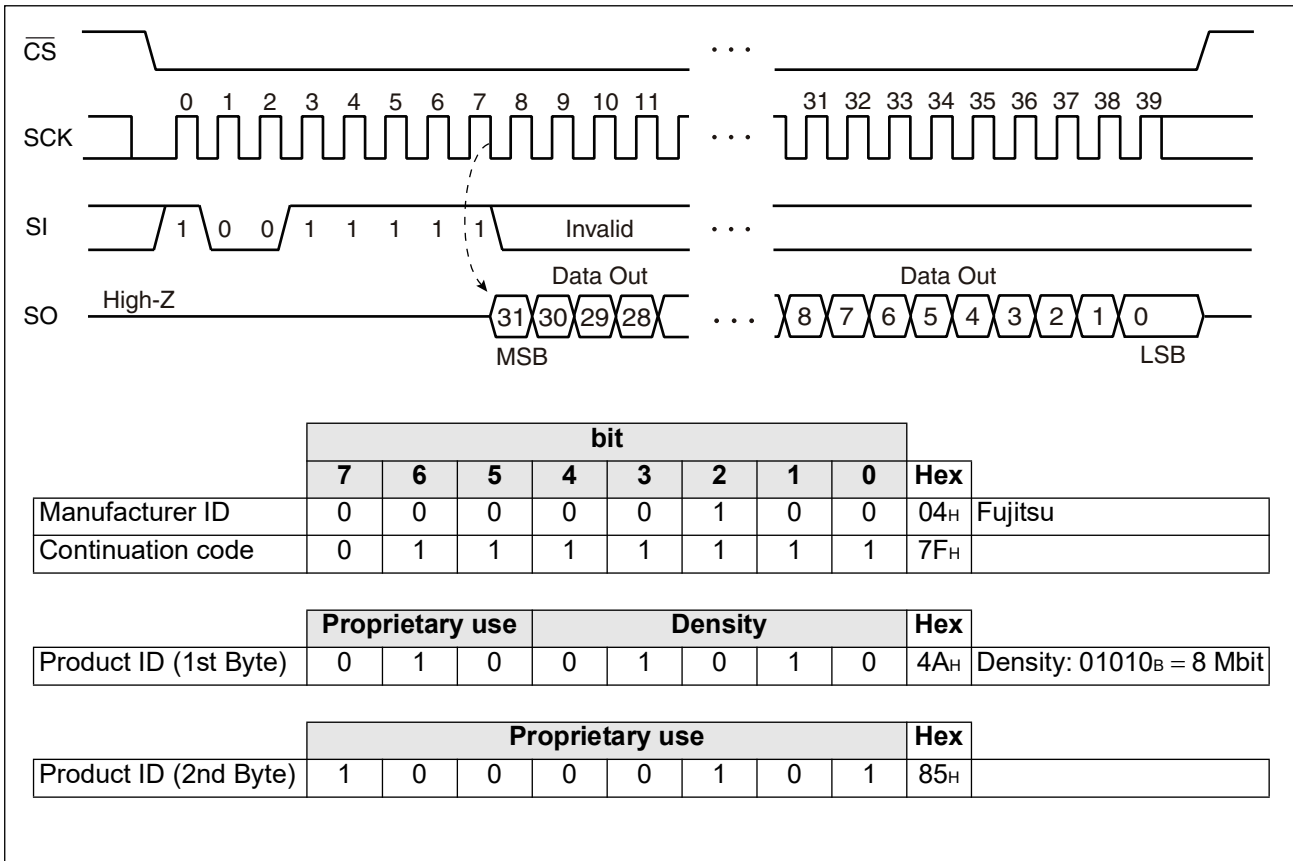 CS
· · ·
0 1 2 3 4 5 6 7 8 9 10 11 31 32 33 34 35 36 37 38 39
SCK · · ·
SI 1 0 0 1 1 1 1 1 Invalid · · ·
Data Out Data Out
High-Z
SO 31 30 29 28 · · · 8 7 6 5 4 3 2 1 0
MSB LSB
bit
7 6 5 4 3 2 1 0 Hex
Manufacturer ID 0 0 0 0 0 1 0 0 04H Fujitsu
Continuation code 0 1 1 1 1 1 1 1 7FH
Proprietary use Density Hex
Product ID (1st Byte) 0 1 0 0 1 0 1 0 4AH Density: 01010B = 8 Mbit
Proprietary use Hex
Product ID (2nd Byte) 1 0 0 0 0 1 0 1 85H